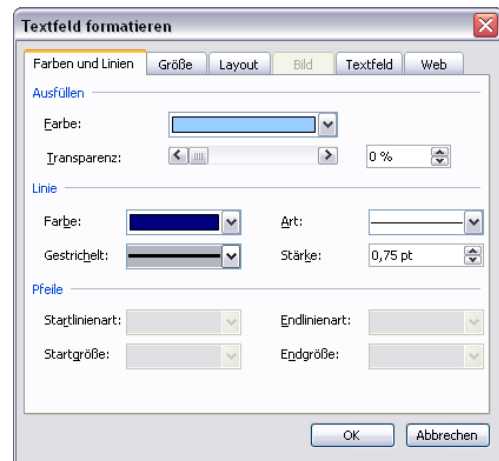 Textfeld formatieren
Farben und Linien Größe Layout Bild Textfeld Web
Ausfüllen
Farbe:
Transparenz: 0 %
Linie
Farbe: Art:
Gestrichelt: Stärke: 0,75 pt
Pfeile
Startlinienart: Endlinienart:
Startgröße: Endgröße:
OK Abbrechen